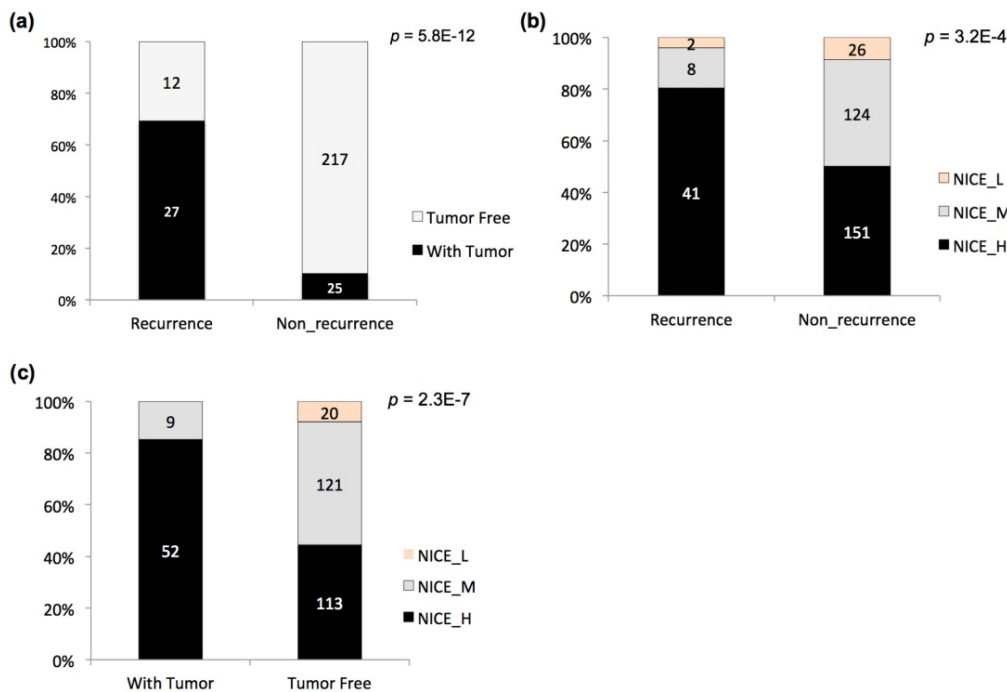 (a)
p = 5.8E-12
100%
80%
60%
40%
20%
0%
12
27
217
25
Tumor Free
With Tumor
Recurrence
Non_recurrence
(b)
p = 3.2E-4
100%
80%
60%
40%
20%
0%
2
8
41
26
124
151
NICE_L
NICE_M
NICE_H
Recurrence
Non_recurrence
(c)
p = 2.3E-7
100%
80%
60%
40%
20%
0%
9
52
20
121
113
NICE_L
NICE_M
NICE_H
With Tumor
Tumor Free